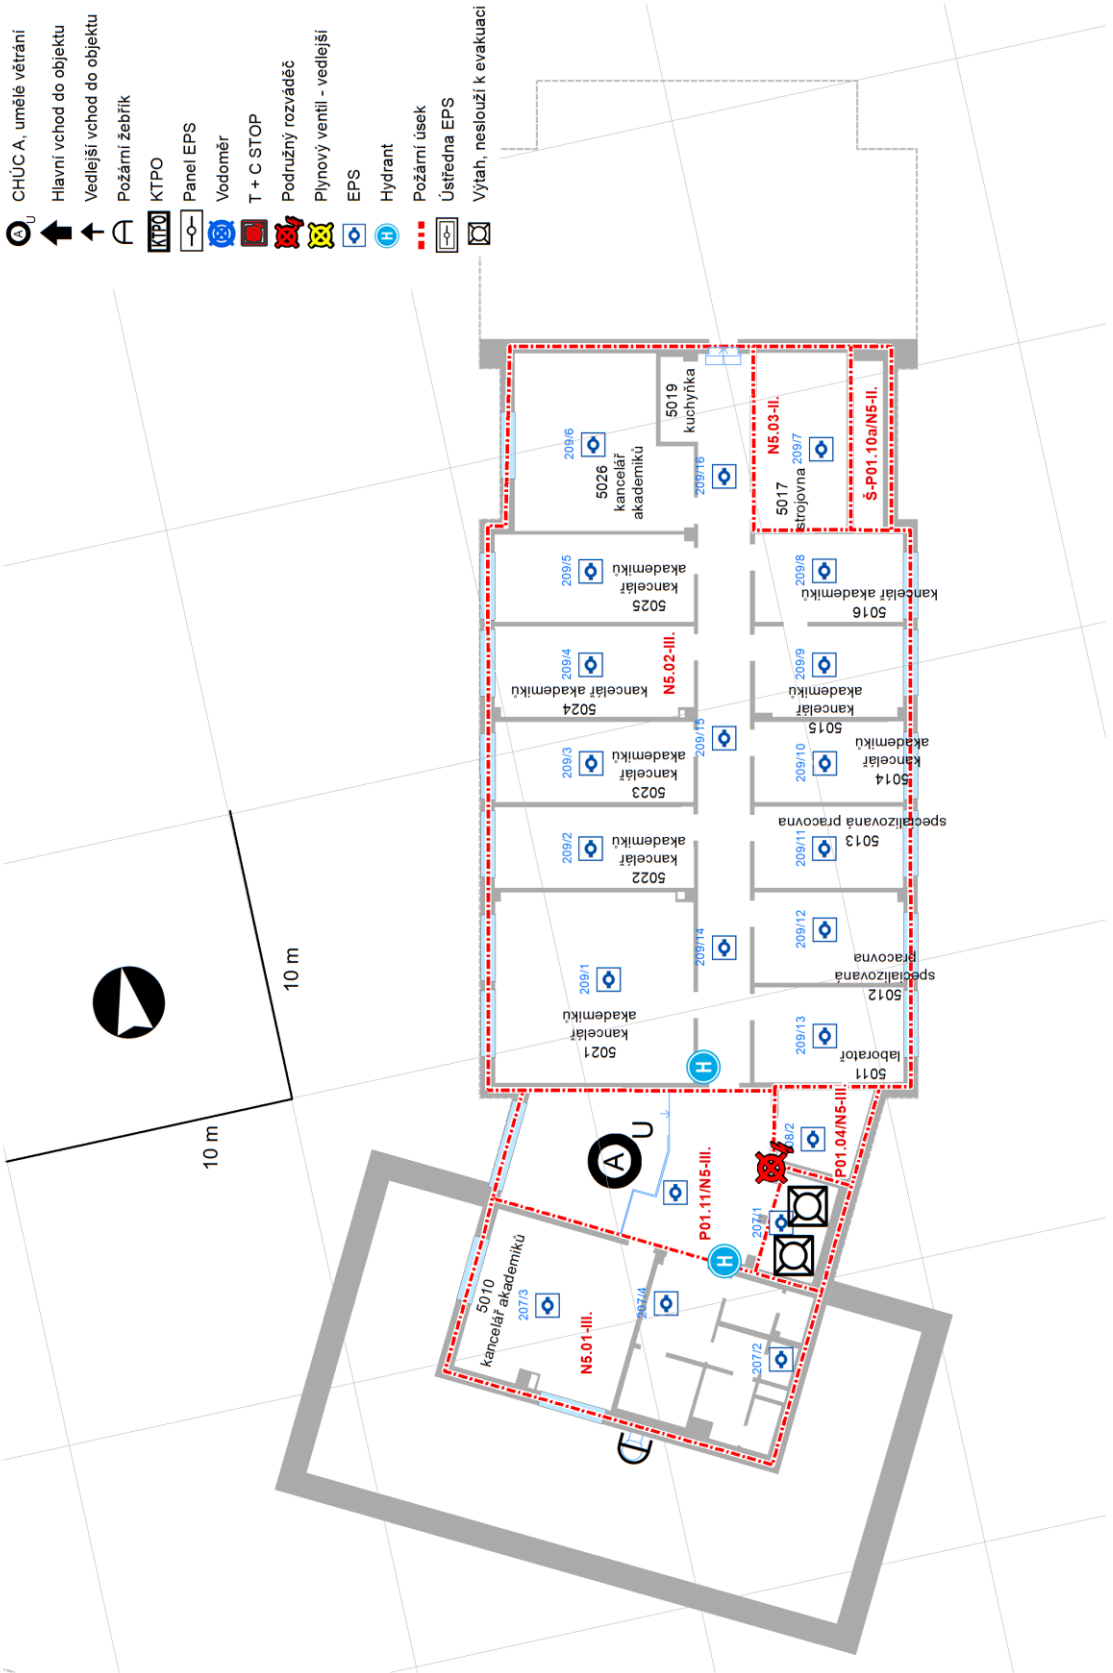 CHÚC A, umělé větrání
Hlavní vchod do objektu
Vedlejší vchod do objektu
Požární žebřík
KTPO
KTPO
Panel EPS
Vodoměr
T + C STOP
Podružný rozváděč
Plynový ventil - vedlejší
EPS
H
Hydrant
Požární úsek
Ústředna EPS
Výtah, neslouží k evakuaci
A
U
10 m
10 m
5010
kancelář akademiků
207/3
N5.01-III.
207/4
207/2
207/1
H
P01.11/N5-III.
A
U
P01.04/N5-III.
H
209/1
5021
kancelář
akademiků
209/2
5022
kancelář
akademiků
209/3
5023
kancelář
akademiků
209/4
5024
kancelář akademiků
N5.02-III.
209/5
5025
kancelář
akademiků
209/6
5026
kancelář
akademiků
5019
kuchyňka
209/14
209/15
209/16
N5.03-II.
209/7
5017
strojovna
Š-P01.10a/N5-II.
209/8
5016
kancelář akademiků
209/9
5015
kancelář
akademiků
209/10
5014
kancelář
akademiků
209/11
5013
specializovaná pracovna
209/12
5012
specializovaná
pracovna
209/13
5011
laboratoř